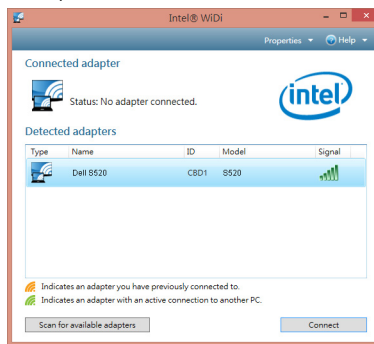 Intel® WiDi
Properties Help
Connected adapter
Status: No adapter connected.
intel
Detected adapters
Type Name ID Model Signal
Dell S520 CBD1 S520
Indicates an adapter you have previously connected to.
Indicates an adapter with an active connection to another PC.
Scan for available adapters Connect